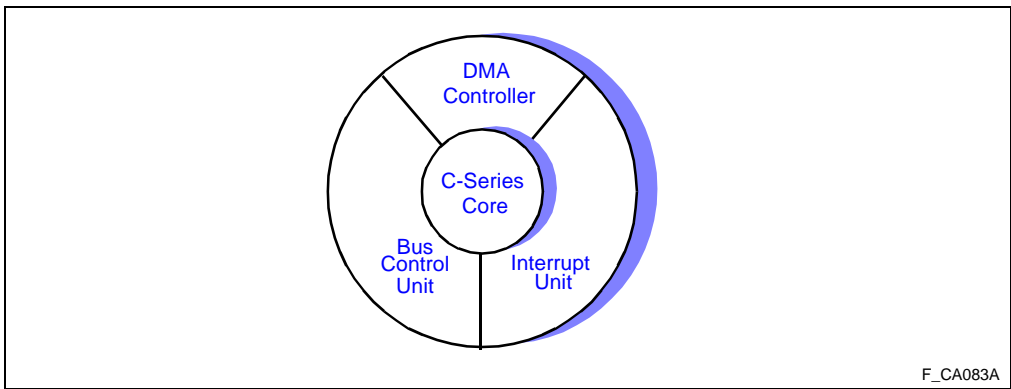 DMA
Controller
C-Series
Core
Bus
Control
Unit
Interrupt
Unit
F_CA083A